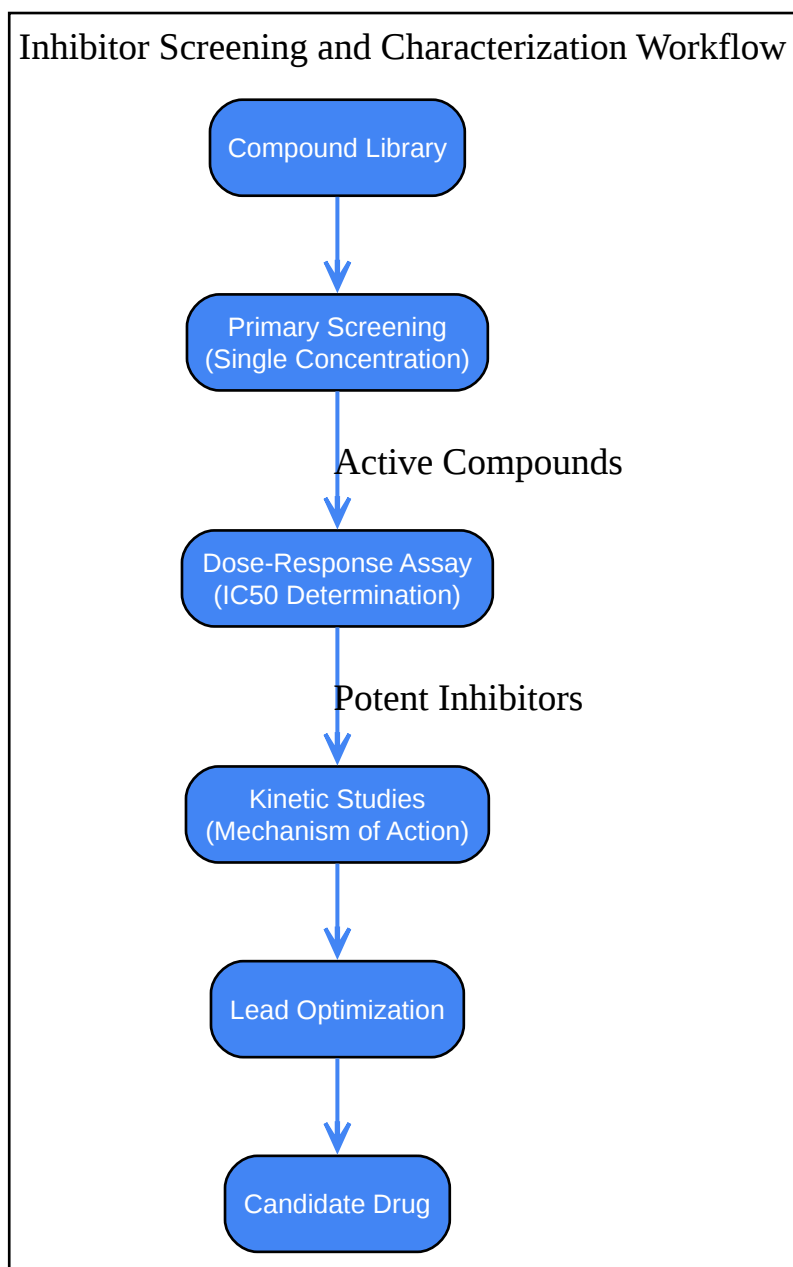 Inhibitor Screening and Characterization Workflow
Compound Library
Primary Screening
(Single Concentration)
Active Compounds
Dose-Response Assay
(IC50 Determination)
Potent Inhibitors
Kinetic Studies
(Mechanism of Action)
Lead Optimization
Candidate Drug